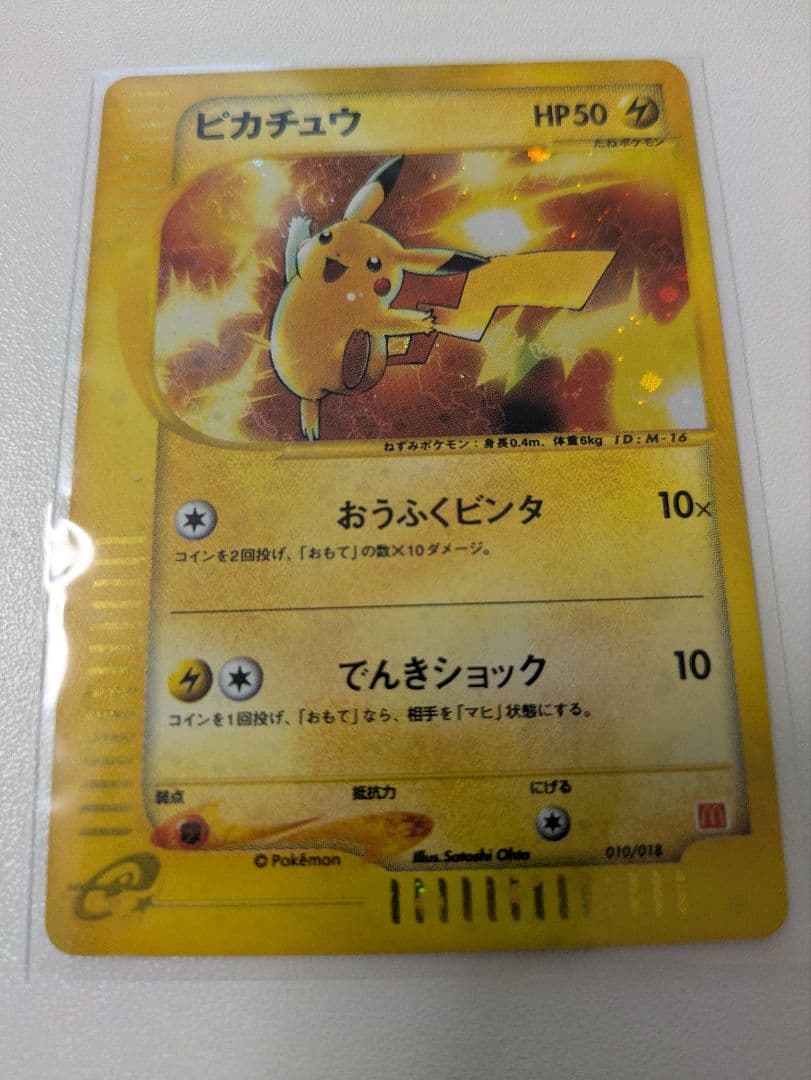 ピカチュウ HP50
たねポケモン
ねずみポケモン：身長0.4m、体重6kg ID:M-16
おうふくビンタ 10×
コインを2回投げ、「おもて」の数×10ダメージ。
でんきショック 10
コインを1回投げ、「おもて」なら、相手を「マヒ」状態にする。
弱点 抵抗力 にげる
©Pokémon Illus. Satoshi Ohta 010/018